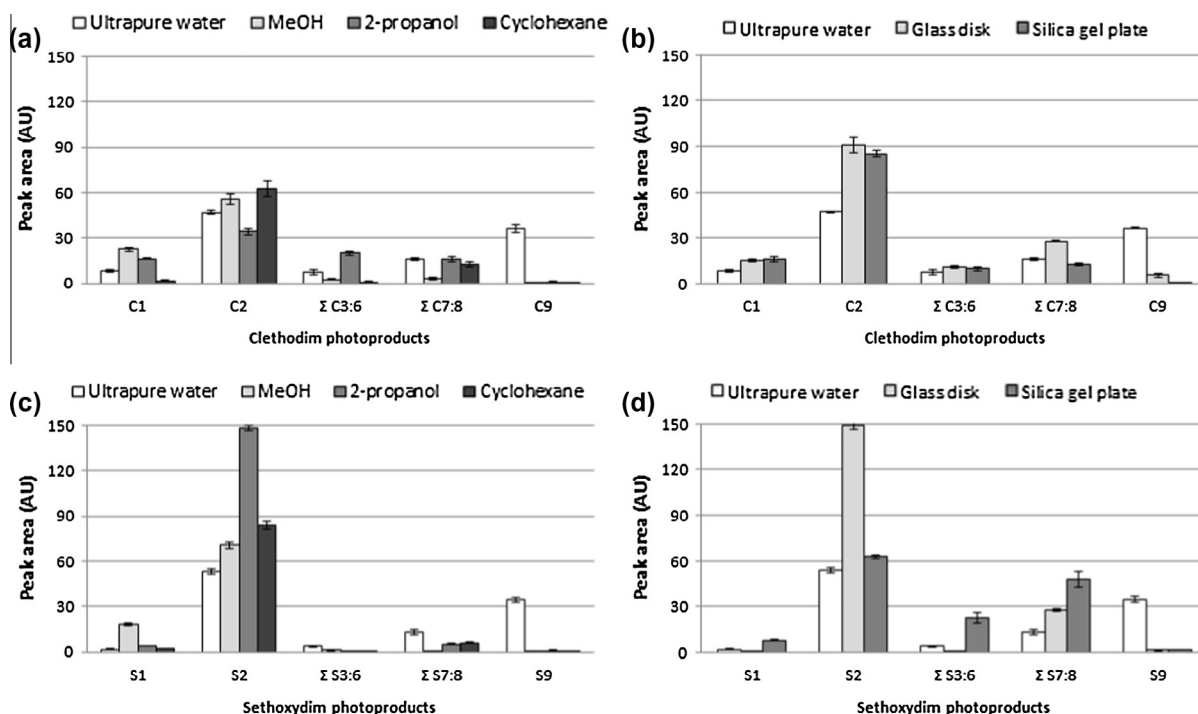 (a)
Ultrapure water MeOH 2-propanol Cyclohexane
150
120
90
60
30
0
Peak area (AU)
C1 C2 Σ C3:6 Σ C7:8 C9
Clethodim photoproducts
(b)
Ultrapure water Glass disk Silica gel plate
150
120
90
60
30
0
Peak area (AU)
C1 C2 Σ C3:6 Σ C7:8 C9
Clethodim photoproducts
(c)
Ultrapure water MeOH 2-propanol Cyclohexane
150
120
90
60
30
0
Peak area (AU)
S1 S2 Σ S3:6 Σ S7:8 S9
Sethoxydim photoproducts
(d)
Ultrapure water Glass disk Silica gel plate
150
120
90
60
30
0
Peak area (AU)
S1 S2 Σ S3:6 Σ S7:8 S9
Sethoxydim photoproducts